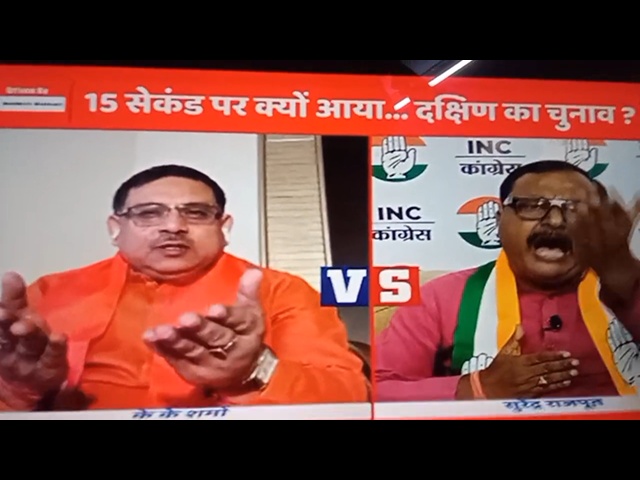 15 सेकंड पर क्यों आया... दक्षिण का चुनाव ?
INC
कांग्रेस
INC
कांग्रेस
VS
के के शर्मा
सुरेंद्र राजपूत